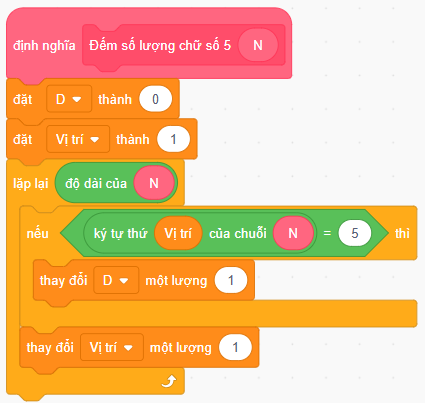 định nghĩa Đếm số lượng chữ số 5 N
đặt D thành 0
đặt Vị trí thành 1
lặp lại độ dài của N
nếu ký tự thứ Vị trí của chuỗi N = 5 thì
thay đổi D một lượng 1
thay đổi Vị trí một lượng 1